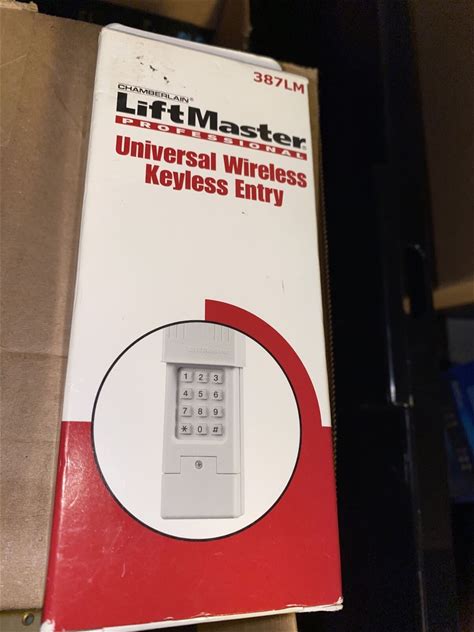 387LM
CHAMBERLAIN®
LiftMaster®
PROFESSIONAL
Universal Wireless
Keyless Entry
1 2 3
4 5 6
7 8 9
* 0 #